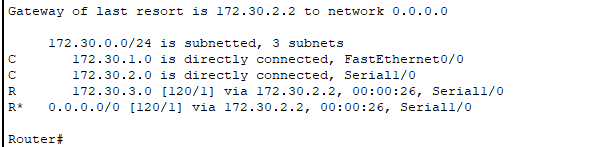 Gateway of last resort is 172.30.2.2 to network 0.0.0.0
172.30.0.0/24 is subnetted, 3 subnets
C 172.30.1.0 is directly connected, FastEthernet0/0
C 172.30.2.0 is directly connected, Serial1/0
R 172.30.3.0 [120/1] via 172.30.2.2, 00:00:26, Serial1/0
R* 0.0.0.0/0 [120/1] via 172.30.2.2, 00:00:26, Serial1/0
Router#